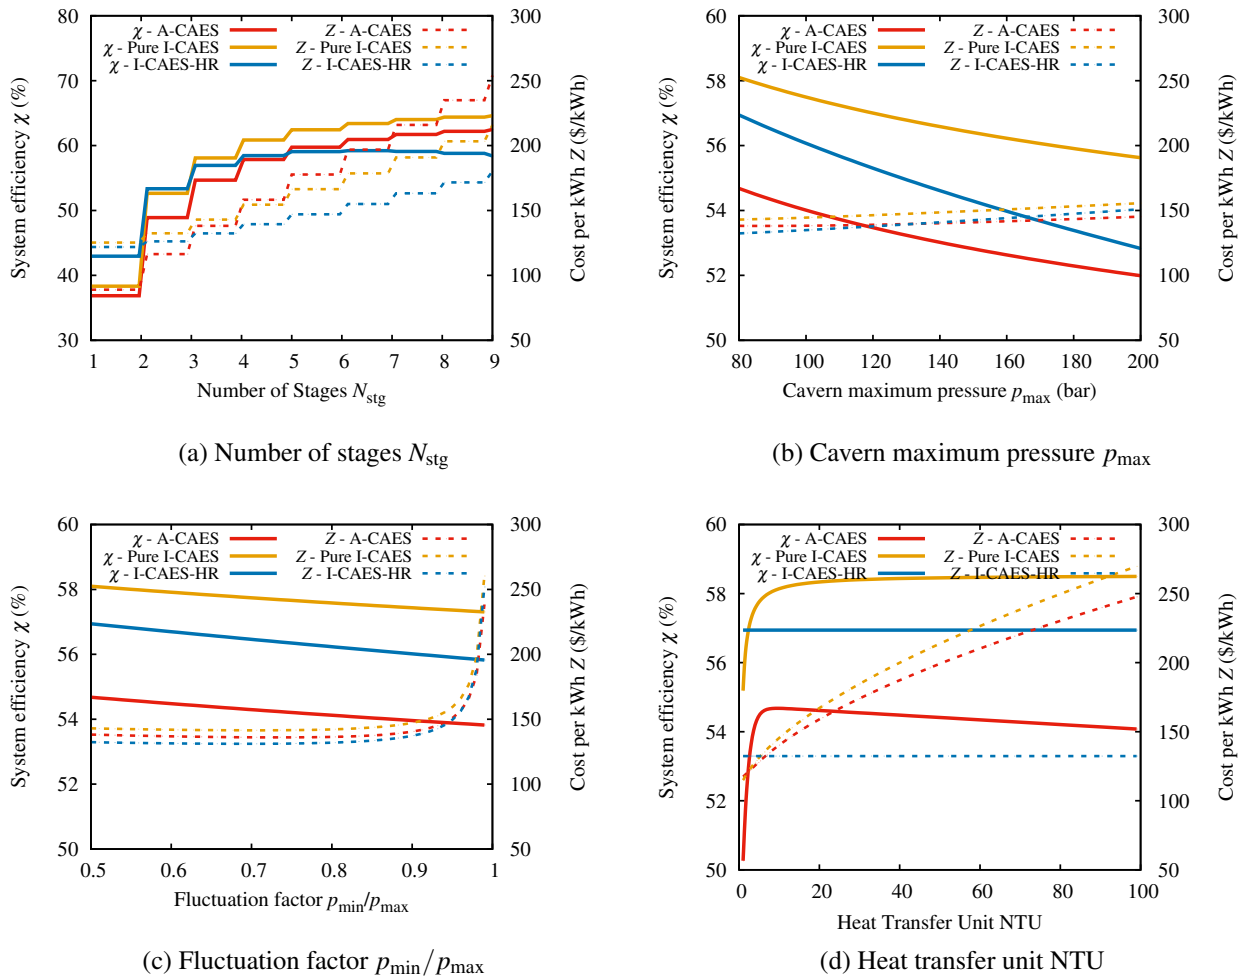 80
70
60
50
40
30
300
250
200
150
100
50
1 2 3 4 5 6 7 8 9
System efficiency χ (%)
Cost per kWh Z ($/kWh)
Number of Stages Nstg
χ - A-CAES
χ - Pure I-CAES
χ - I-CAES-HR
Z - A-CAES
Z - Pure I-CAES
Z - I-CAES-HR
(a) Number of stages Nstg
60
58
56
54
52
50
300
250
200
150
100
50
80 100 120 140 160 180 200
System efficiency χ (%)
Cost per kWh Z ($/kWh)
Cavern maximum pressure pmax (bar)
χ - A-CAES
χ - Pure I-CAES
χ - I-CAES-HR
Z - A-CAES
Z - Pure I-CAES
Z - I-CAES-HR
(b) Cavern maximum pressure pmax
60
58
56
54
52
50
300
250
200
150
100
50
0.5 0.6 0.7 0.8 0.9 1
System efficiency χ (%)
Cost per kWh Z ($/kWh)
Fluctuation factor pmin/pmax
χ - A-CAES
χ - Pure I-CAES
χ - I-CAES-HR
Z - A-CAES
Z - Pure I-CAES
Z - I-CAES-HR
(c) Fluctuation factor pmin/pmax
60
58
56
54
52
50
300
250
200
150
100
50
0 20 40 60 80 100
System efficiency χ (%)
Cost per kWh Z ($/kWh)
Heat Transfer Unit NTU
χ - A-CAES
χ - Pure I-CAES
χ - I-CAES-HR
Z - A-CAES
Z - Pure I-CAES
Z - I-CAES-HR
(d) Heat transfer unit NTU